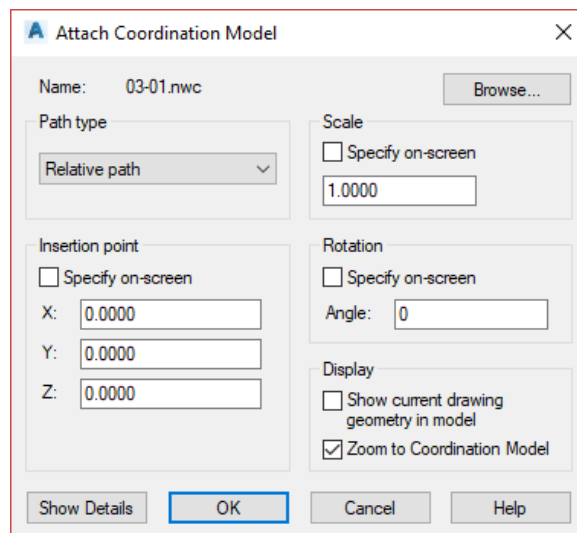 Attach Coordination Model
Name: 03-01.nwc
Browse...
Path type
Relative path
Scale
Specify on-screen
1.0000
Insertion point
Specify on-screen
X: 0.0000
Y: 0.0000
Z: 0.0000
Rotation
Specify on-screen
Angle: 0
Display
Show current drawing
geometry in model
Zoom to Coordination Model
Show Details
OK
Cancel
Help